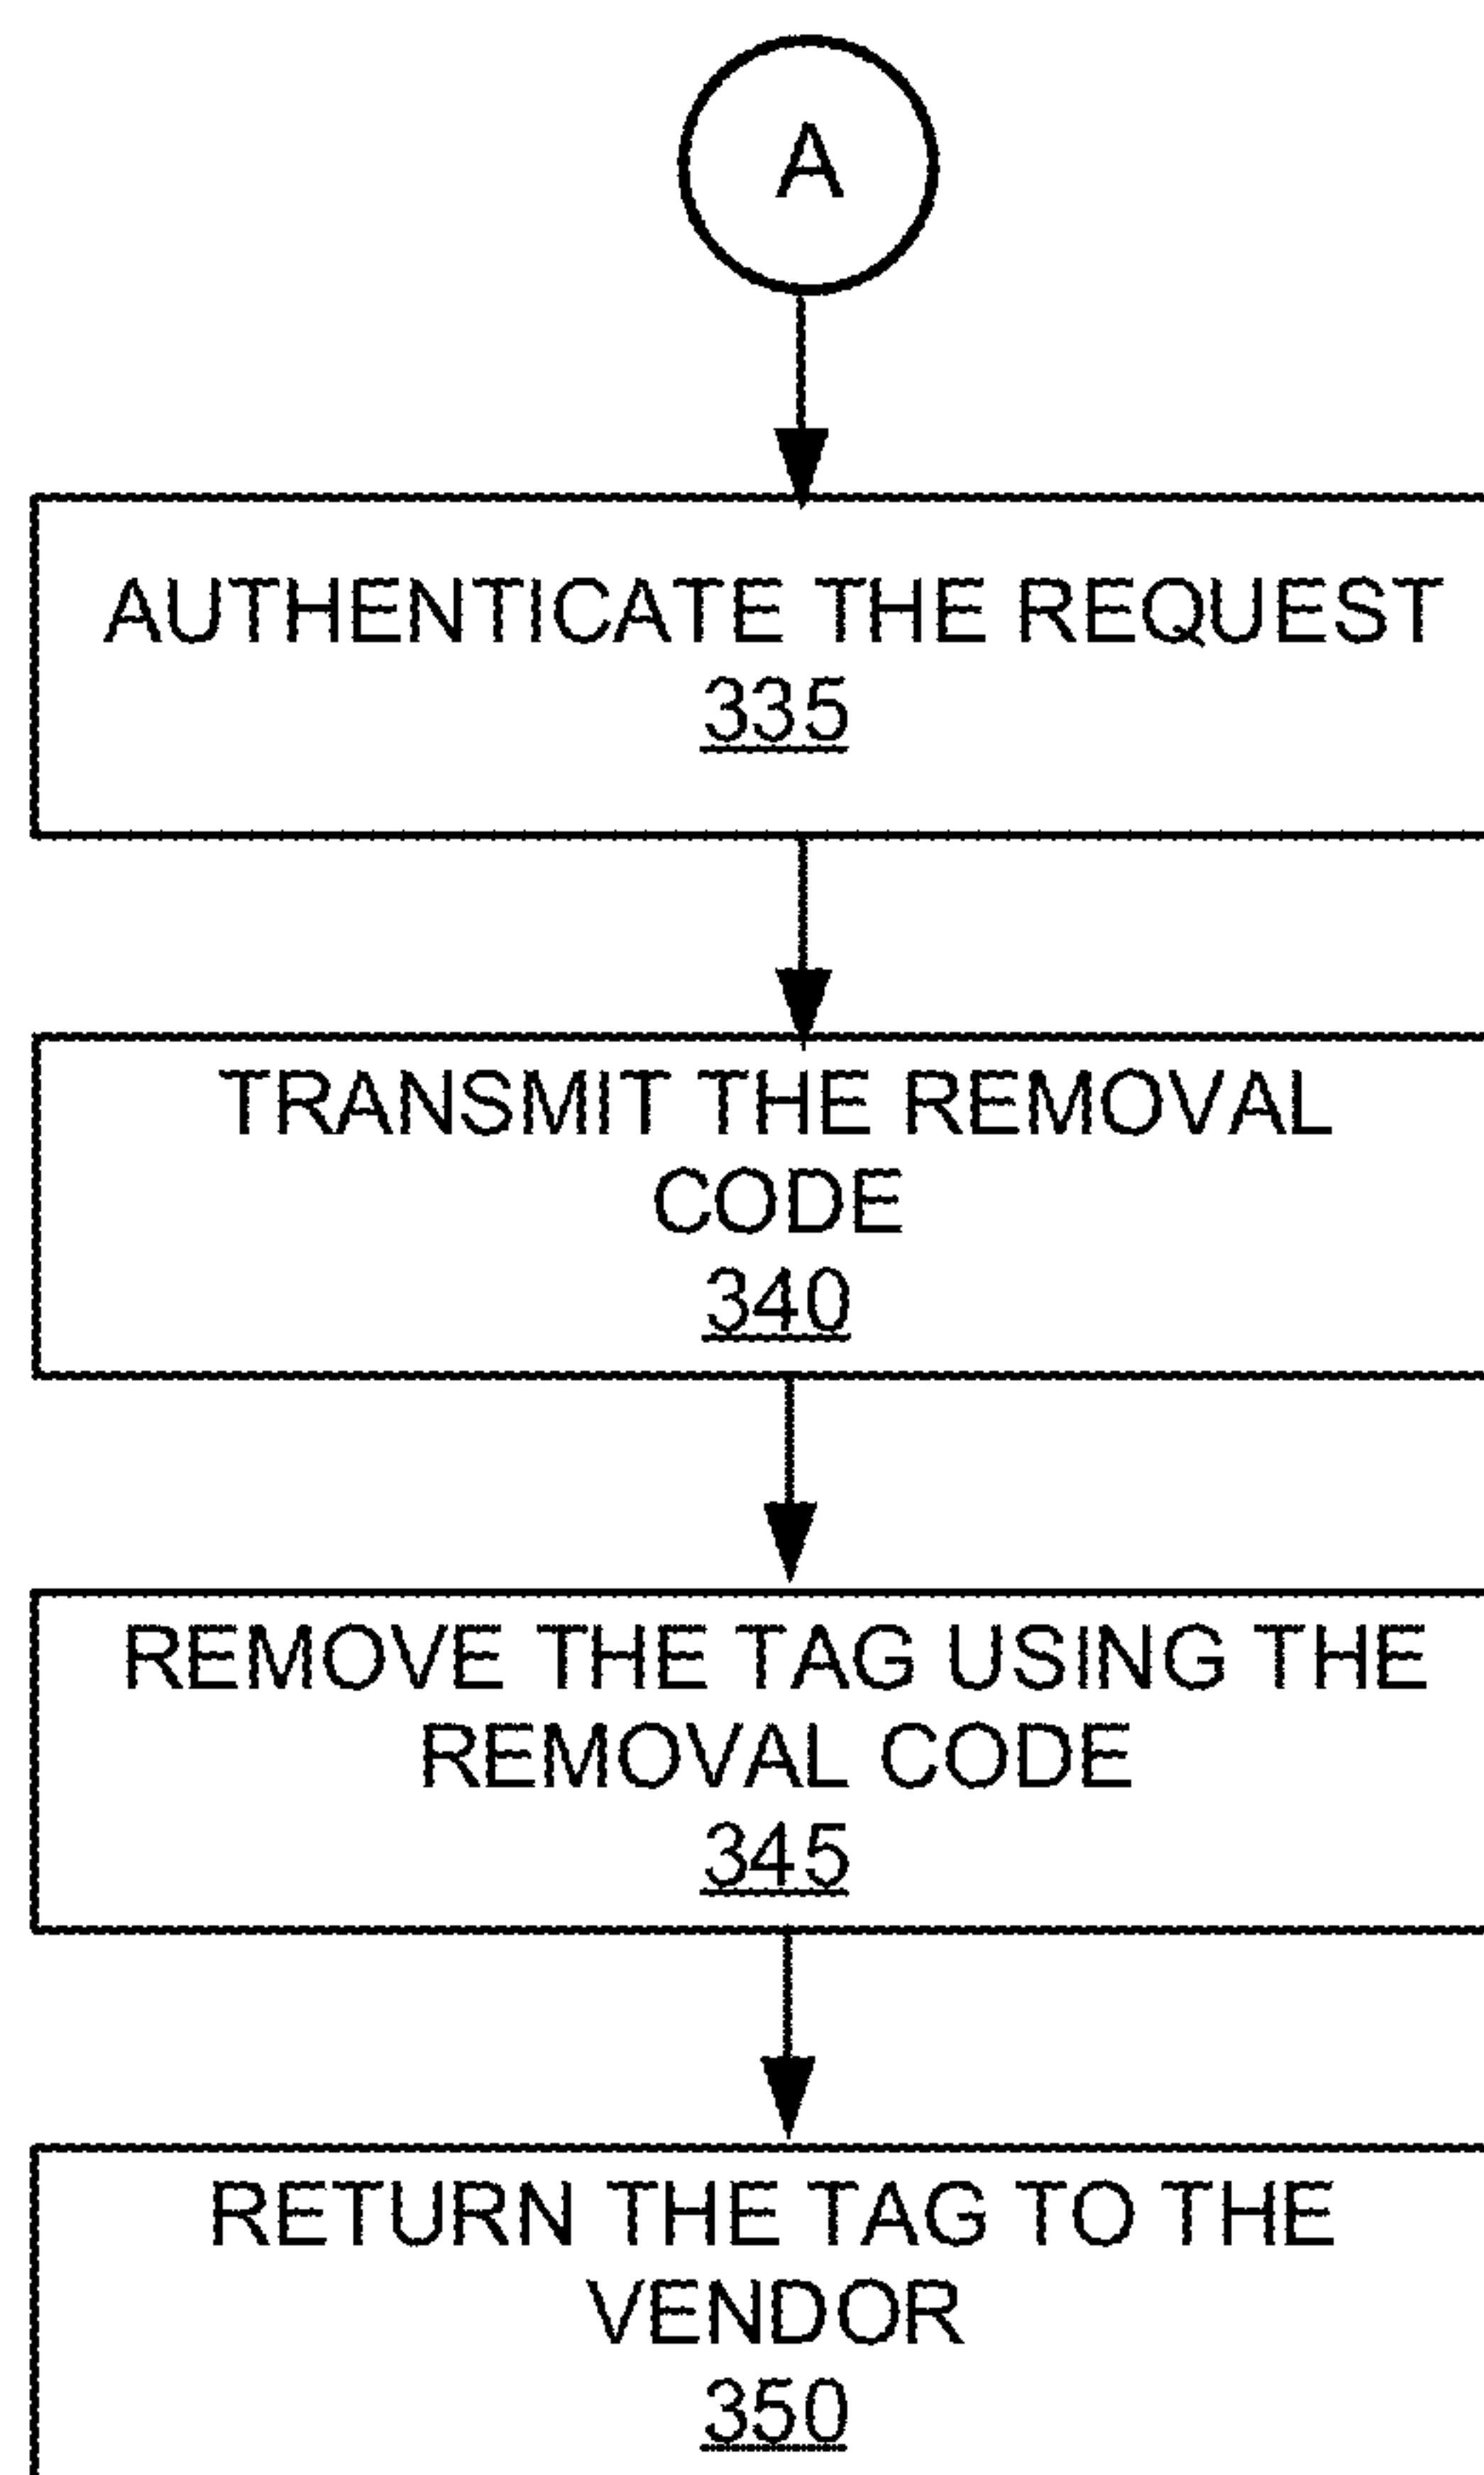 A
AUTHENTICATE THE REQUEST
335
TRANSMIT THE REMOVAL
CODE
340
REMOVE THE TAG USING THE
REMOVAL CODE
345
RETURN THE TAG TO THE
VENDOR
350